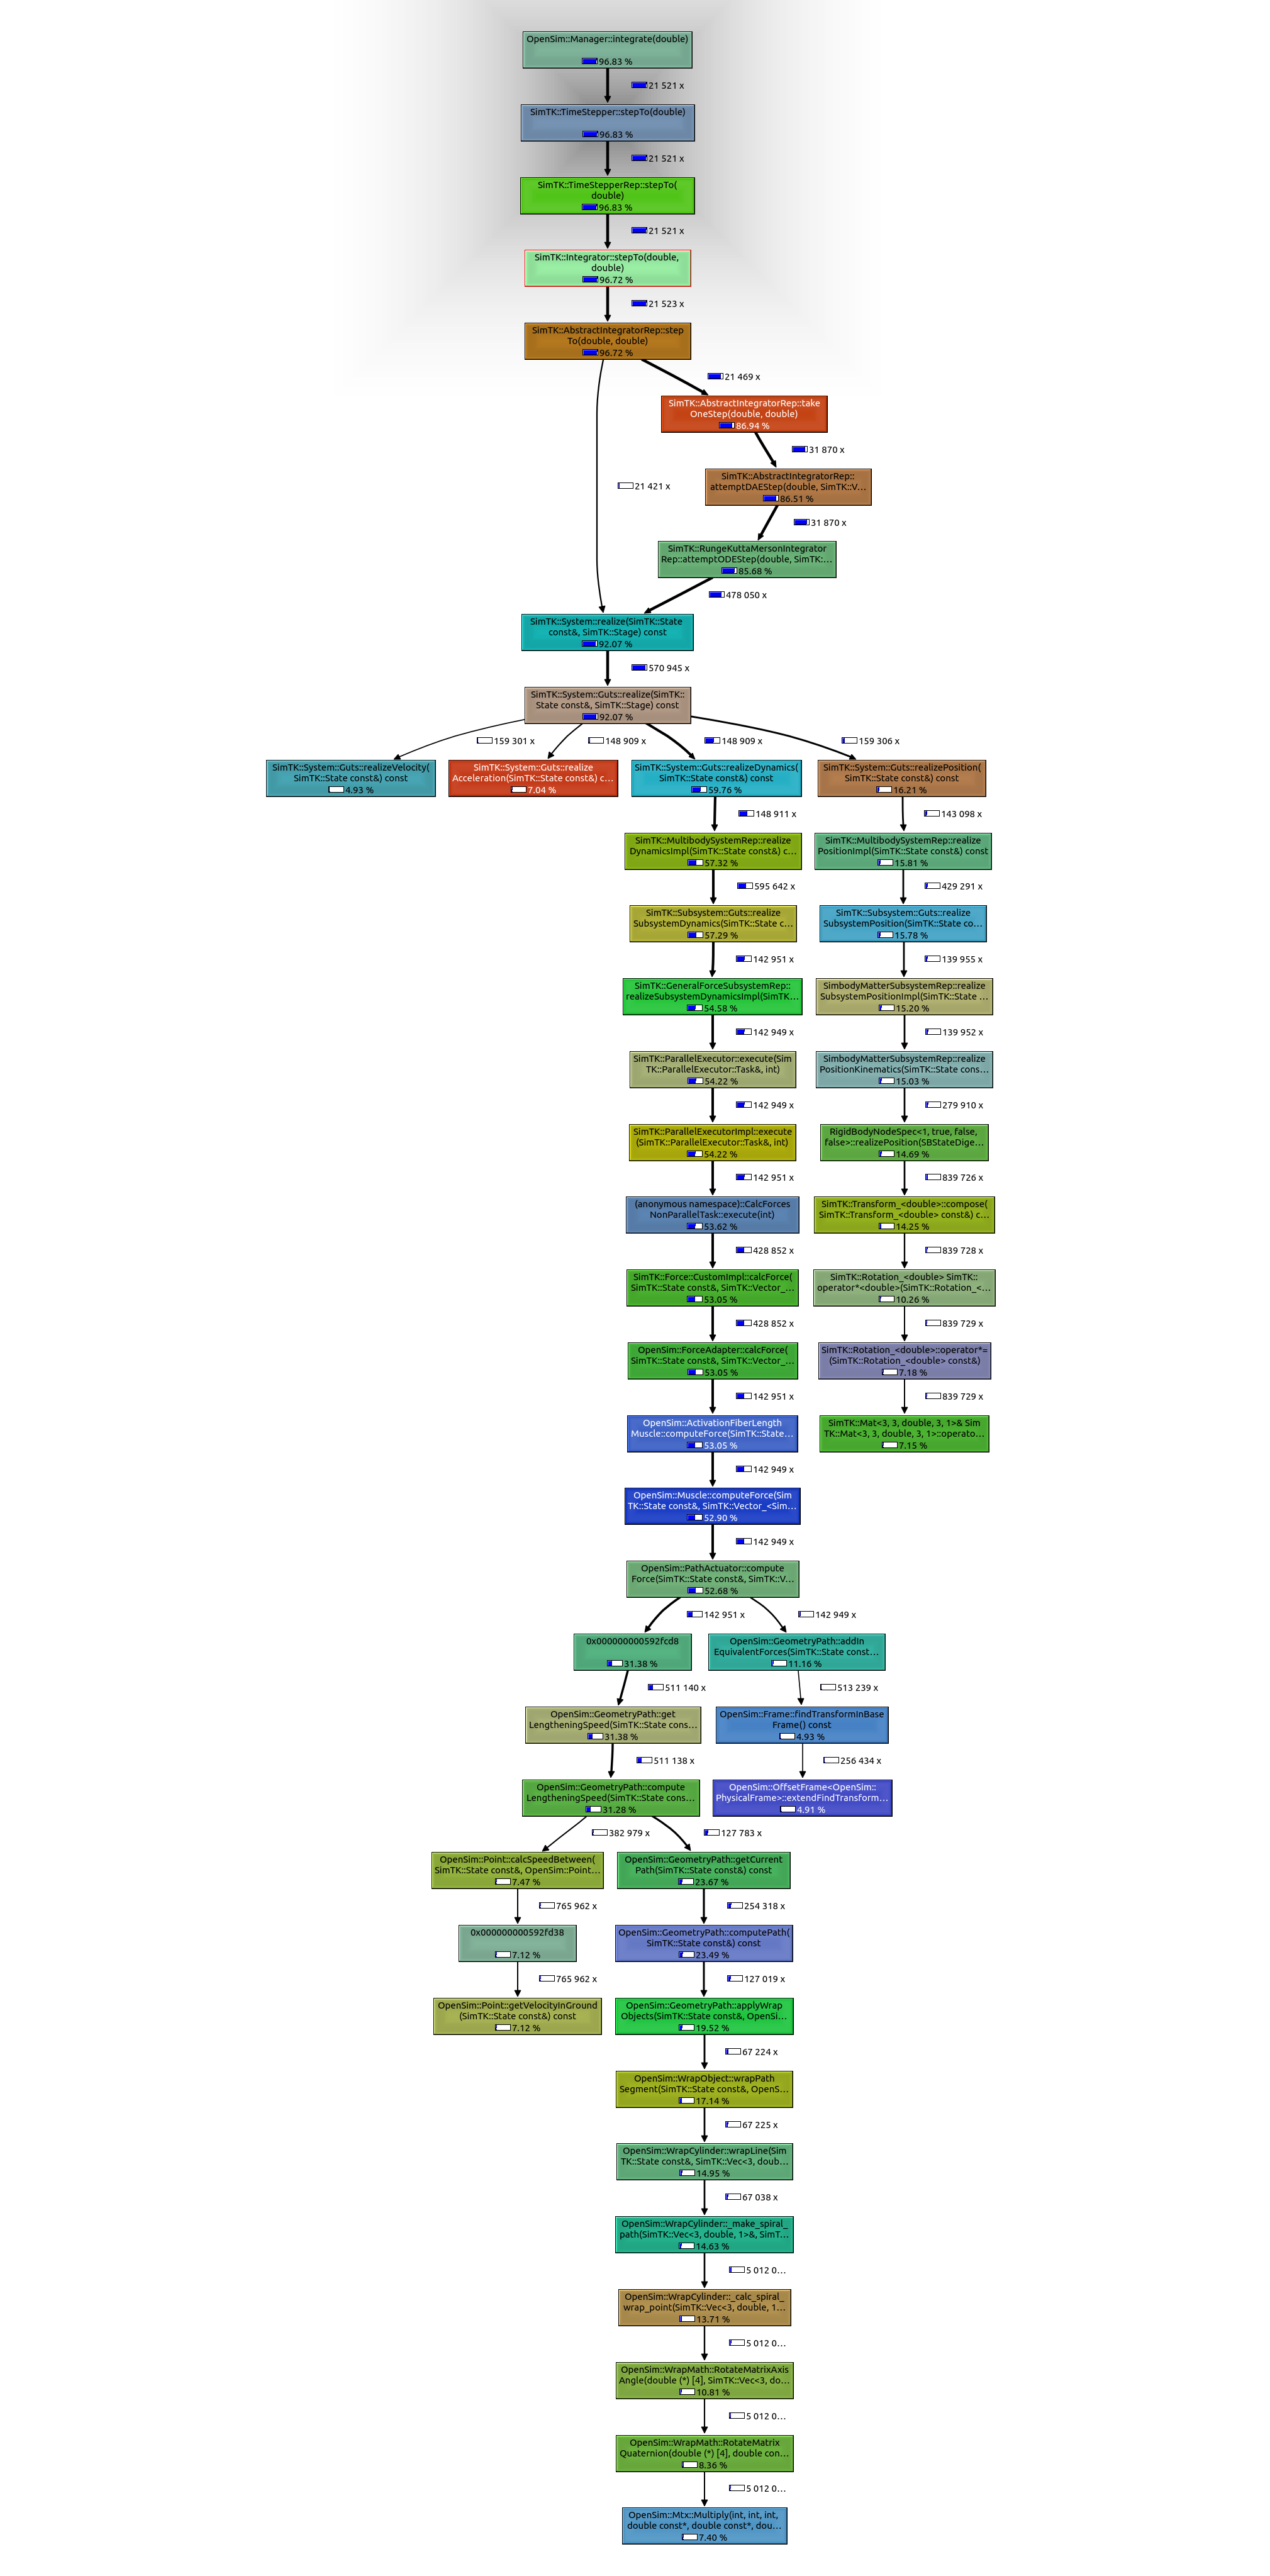 OpenSim::Manager::integrate(double)
96.83 %
21 521 x
SimTK::TimeStepper::stepTo(double)
96.83 %
21 521 x
SimTK::TimeStepperRep::stepTo(
double)
96.83 %
21 521 x
SimTK::Integrator::stepTo(double,
double)
96.72 %
21 523 x
SimTK::AbstractIntegratorRep::step
To(double, double)
96.72 %
21 469 x
SimTK::AbstractIntegratorRep::take
OneStep(double, double)
86.94 %
31 870 x
SimTK::AbstractIntegratorRep::
attemptDAEStep(double, SimTK::V...
86.51 %
21 421 x
31 870 x
SimTK::RungeKuttaMersonIntegrator
Rep::attemptODEStep(double, SimTK:...
85.68 %
478 050 x
SimTK::System::realize(SimTK::State
const&, SimTK::Stage) const
92.07 %
570 945 x
SimTK::System::Guts::realize(SimTK::
State const&, SimTK::Stage) const
92.07 %
159 301 x
148 909 x
148 909 x
159 306 x
SimTK::System::Guts::realizeVelocity(
SimTK::State const&) const
4.93 %
SimTK::System::Guts::realize
Acceleration(SimTK::State const&) c...
7.04 %
SimTK::System::Guts::realizeDynamics(
SimTK::State const&) const
59.76 %
SimTK::System::Guts::realizePosition(
SimTK::State const&) const
16.21 %
148 911 x
143 098 x
SimTK::MultibodySystemRep::realize
DynamicsImpl(SimTK::State const&) c...
57.32 %
SimTK::MultibodySystemRep::realize
PositionImpl(SimTK::State const&) const
15.81 %
595 642 x
429 291 x
SimTK::Subsystem::Guts::realize
SubsystemDynamics(SimTK::State c...
57.29 %
SimTK::Subsystem::Guts::realize
SubsystemPosition(SimTK::State co...
15.78 %
142 951 x
139 955 x
SimTK::GeneralForceSubsystemRep::
realizeSubsystemDynamicsImpl(SimTK...
54.58 %
SimbodyMatterSubsystemRep::realize
SubsystemPositionImpl(SimTK::State ...
15.20 %
142 949 x
139 952 x
SimTK::ParallelExecutor::execute(Sim
TK::ParallelExecutor::Task&, int)
54.22 %
SimbodyMatterSubsystemRep::realize
PositionKinematics(SimTK::State cons...
15.03 %
142 949 x
279 910 x
SimTK::ParallelExecutorImpl::execute
(SimTK::ParallelExecutor::Task&, int)
54.22 %
RigidBodyNodeSpec<1, true, false,
false>::realizePosition(SBStateDige...
14.69 %
142 951 x
839 726 x
(anonymous namespace)::CalcForces
NonParallelTask::execute(int)
53.62 %
SimTK::Transform_<double>::compose(
SimTK::Transform_<double> const&) c...
14.25 %
428 852 x
839 728 x
SimTK::Force::CustomImpl::calcForce(
SimTK::State const&, SimTK::Vector_...
53.05 %
SimTK::Rotation_<double> SimTK::
operator*<double>(SimTK::Rotation_<...
10.26 %
428 852 x
839 729 x
OpenSim::ForceAdapter::calcForce(
SimTK::State const&, SimTK::Vector_...
53.05 %
SimTK::Rotation_<double>::operator*=
(SimTK::Rotation_<double> const&)
7.18 %
142 951 x
839 729 x
OpenSim::ActivationFiberLength
Muscle::computeForce(SimTK::State...
53.05 %
SimTK::Mat<3, 3, double, 3, 1>& Sim
TK::Mat<3, 3, double, 3, 1>::operato...
7.15 %
142 949 x
OpenSim::Muscle::computeForce(Sim
TK::State const&, SimTK::Vector_<Sim...
52.90 %
142 949 x
OpenSim::PathActuator::compute
Force(SimTK::State const&, SimTK::V...
52.68 %
142 951 x
142 949 x
0x000000000592fcd8
31.38 %
OpenSim::GeometryPath::addIn
EquivalentForces(SimTK::State const...
11.16 %
511 140 x
513 239 x
OpenSim::GeometryPath::get
LengtheningSpeed(SimTK::State cons...
31.38 %
OpenSim::Frame::findTransformInBase
Frame() const
4.93 %
511 138 x
256 434 x
OpenSim::GeometryPath::compute
LengtheningSpeed(SimTK::State cons...
31.28 %
OpenSim::OffsetFrame<OpenSim::
PhysicalFrame>::extendFindTransform...
4.91 %
382 979 x
127 783 x
OpenSim::Point::calcSpeedBetween(
SimTK::State const&, OpenSim::Point...
7.47 %
OpenSim::GeometryPath::getCurrent
Path(SimTK::State const&) const
23.67 %
765 962 x
254 318 x
0x000000000592fd38
7.12 %
OpenSim::GeometryPath::computePath(
SimTK::State const&) const
23.49 %
765 962 x
127 019 x
OpenSim::Point::getVelocityInGround
(SimTK::State const&) const
7.12 %
OpenSim::GeometryPath::applyWrap
Objects(SimTK::State const&, OpenSi...
19.52 %
67 224 x
OpenSim::WrapObject::wrapPath
Segment(SimTK::State const&, OpenS...
17.14 %
67 225 x
OpenSim::WrapCylinder::wrapLine(Sim
TK::State const&, SimTK::Vec<3, doub...
14.95 %
67 038 x
OpenSim::WrapCylinder::_make_spiral_
path(SimTK::Vec<3, double, 1>&, SimT...
14.63 %
5 012 0...
OpenSim::WrapCylinder::_calc_spiral_
wrap_point(SimTK::Vec<3, double, 1...
13.71 %
5 012 0...
OpenSim::WrapMath::RotateMatrixAxis
Angle(double (*) [4], SimTK::Vec<3, do...
10.81 %
5 012 0...
OpenSim::WrapMath::RotateMatrix
Quaternion(double (*) [4], double con...
8.36 %
5 012 0...
OpenSim::Mtx::Multiply(int, int, int,
double const*, double const*, dou...
7.40 %